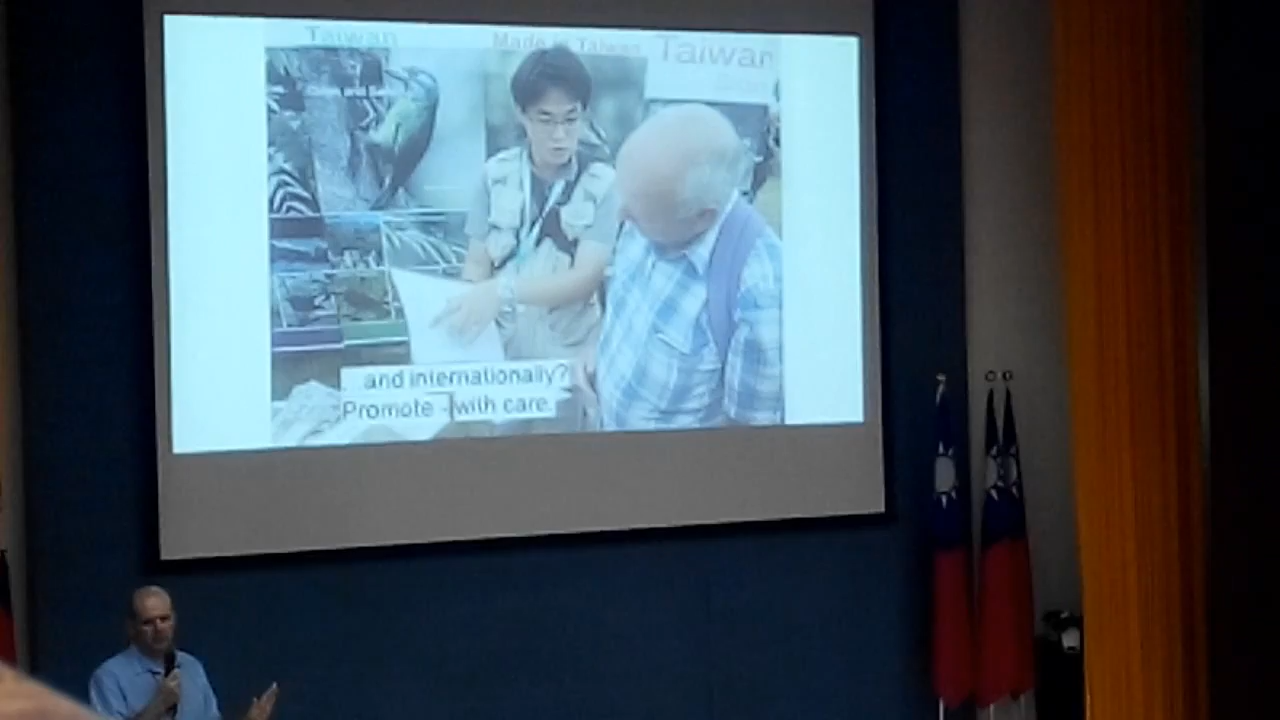 Taiwan
Made in Taiwan
Taiwan
and internationally?
Promote - with care.